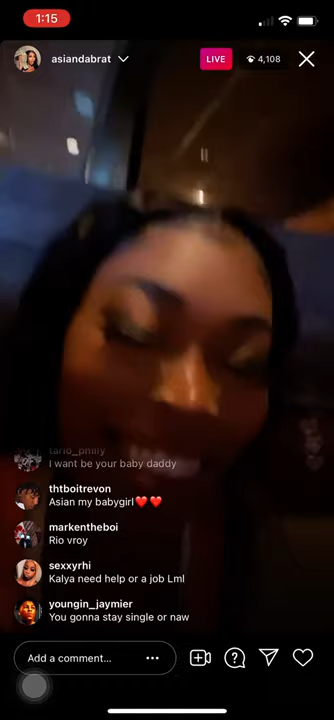 1:15
asiandabrat
LIVE
4,108
tario_philly
I want be your baby daddy
thtboitrevon
Asian my babygirl❤️❤️
markentheboi
Rio vroy
sexxyrhi
Kalya need help or a job Lml
youngin_jaymier
You gonna stay single or naw
Add a comment...